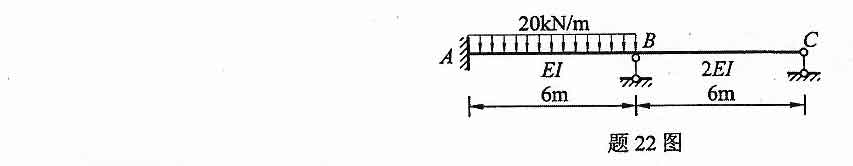 20kN/m
A B C
EI 2EI
6m 6m
题 22 图